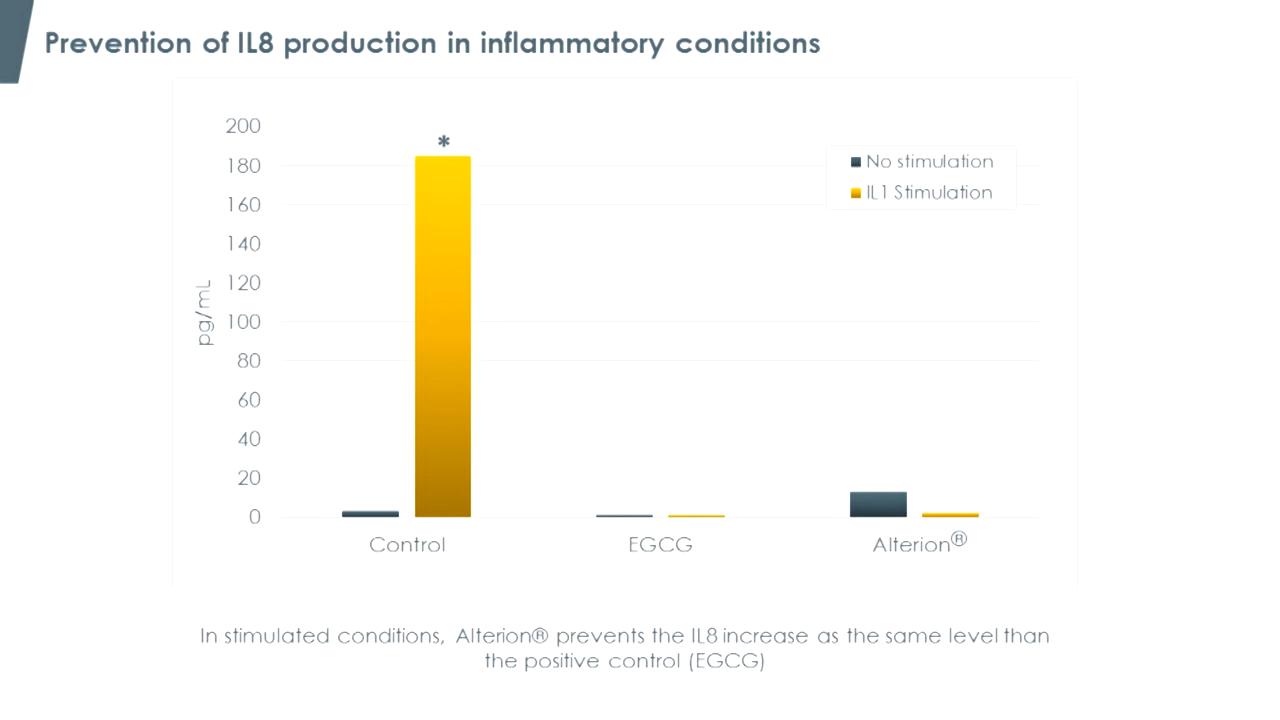 Prevention of IL8 production in inflammatory conditions
200
*
180
160
140
120
100
80
60
40
20
0
pg/mL
No stimulation
IL1 Stimulation
Control
EGCG
Alterion®
In stimulated conditions, Alterion® prevents the IL8 increase as the same level than
the positive control (EGCG)